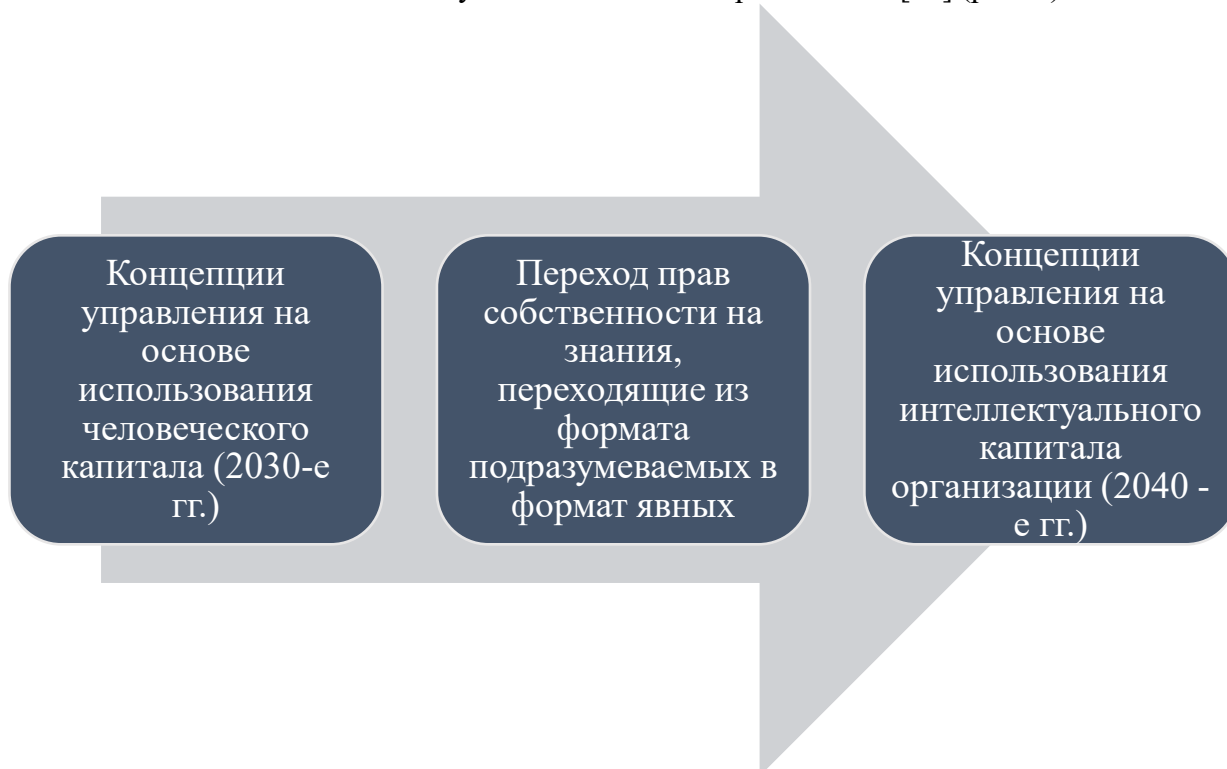 Концепции
управления на
основе
использования
человеческого
капитала (2030-е
гг.)
Переход прав
собственности на
знания,
переходящие из
формата
подразумеваемых в
формат явных
Концепции
управления на
основе
использования
интеллектуального
капитала
организации (2040 -
е гг.)